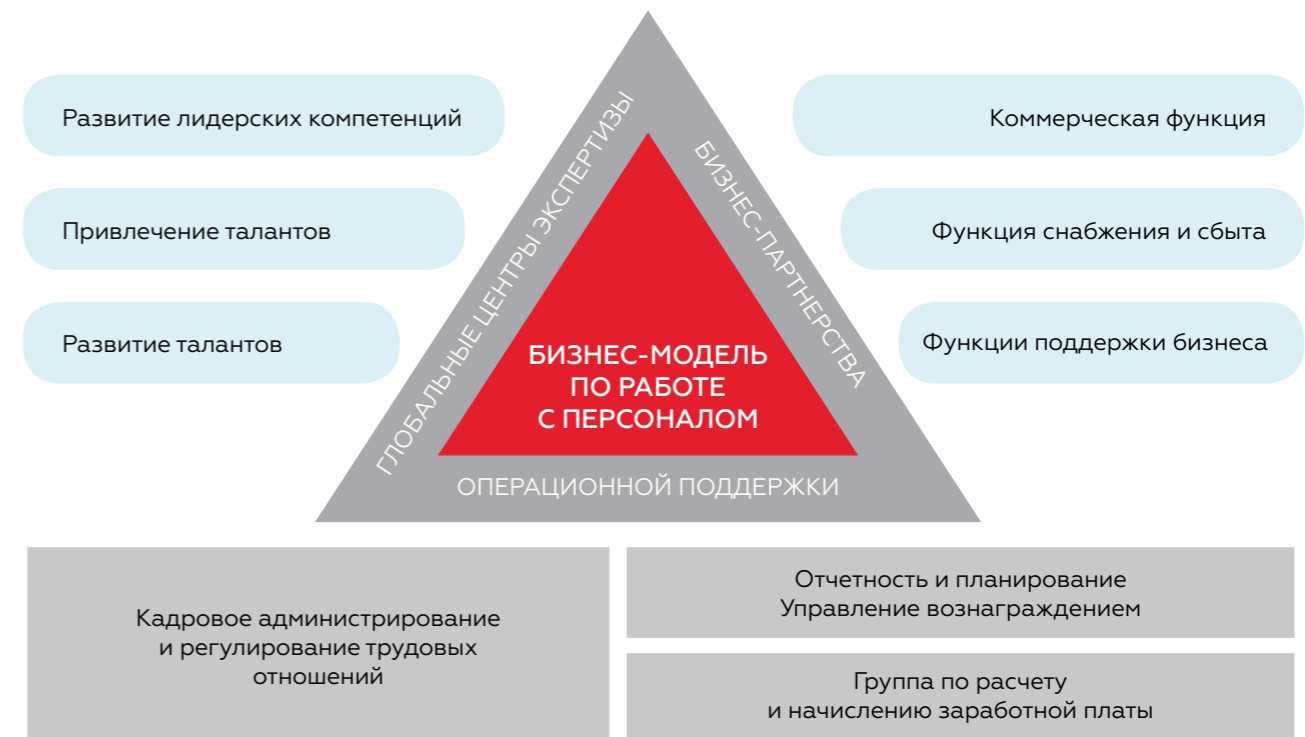 Развитие лидерских компетенций
Привлечение талантов
Развитие талантов
ГЛОБАЛЬНЫЕ ЦЕНТРЫ ЭКСПЕРТИЗЫ
БИЗНЕС-ПАРТНЕРСТВА
БИЗНЕС-МОДЕЛЬ
ПО РАБОТЕ
С ПЕРСОНАЛОМ
ОПЕРАЦИОННОЙ ПОДДЕРЖКИ
Коммерческая функция
Функция снабжения и сбыта
Функции поддержки бизнеса
Кадровое администрирование
и регулирование трудовых
отношений
Отчетность и планирование
Управление вознаграждением
Группа по расчету
и начислению заработной платы